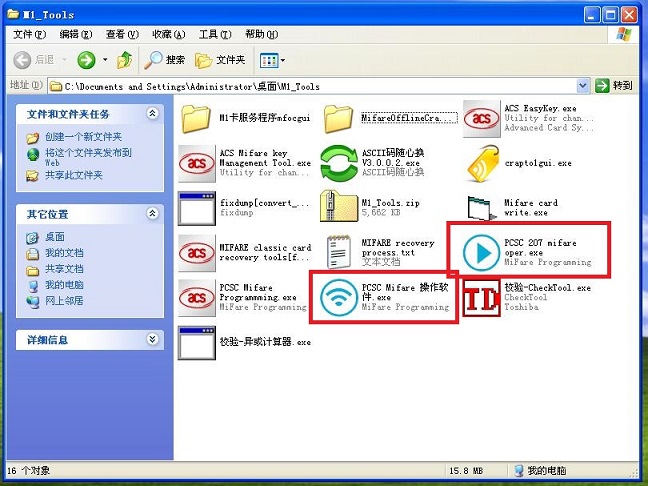 M1_Tools
文件(F) 编辑(E) 查看(V) 收藏(A) 工具(T) 帮助(H)
后退 搜索 文件夹
地址(D) C:\Documents and Settings\Administrator\桌面\M1_Tools 转到
文件和文件夹任务
创建一个新文件夹
将这个文件夹发布到
Web
共享此文件夹
其它位置
桌面
我的文档
共享文档
我的电脑
网上邻居
详细信息
M1卡服务程序mfocgui
MifareOfflineCra...
acs
ACS EasyKey.exe
Utility for chan...
Advanced Card Sy...
acs
ACS Mifare key
Management Tool.exe
Utility for chan...
ASCII码随心换
V3.0.0.2.exe
ASCII码随心换
craptolgui.exe
fixdump[convert_...
fixdump
M1_Tools.zip
5,662 KB
Mifare card
write.exe
acs
MIFARE classic card
recovery tools[f...
MIFARE recovery
process.txt
文本文档
PCSC 207 mifare
oper.exe
MiFare Programming
acs
PCSC Mifare
Programmming.exe
MiFare Programming
PCSC Mifare 操作软
件.exe
MiFare Programming
TD
校验-CheckTool.exe
CheckTool
Toshiba
校验-异或计算器.exe
16 个对象 15.8 MB 我的电脑